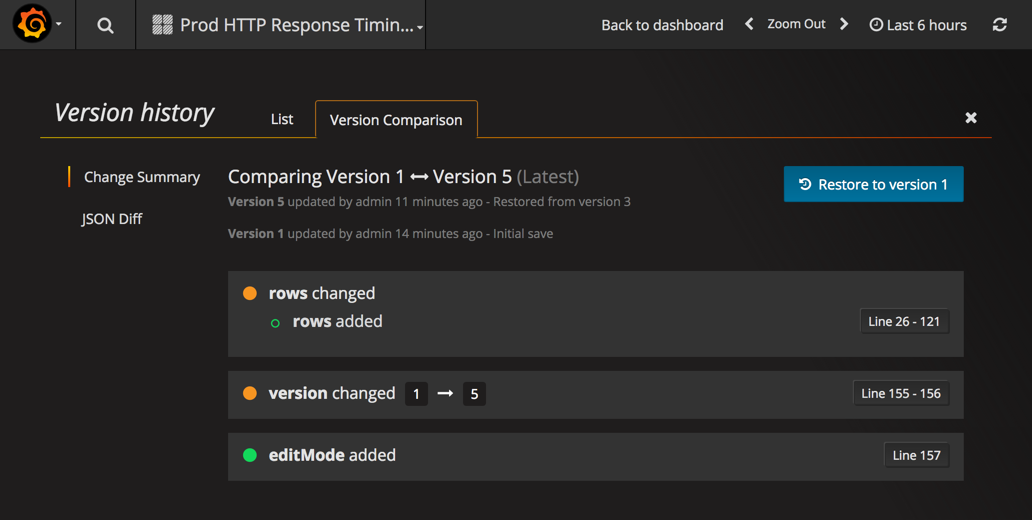 Prod HTTP Response Timin...
Back to dashboard
Zoom Out
Last 6 hours
Version history
List
Version Comparison
Change Summary
JSON Diff
Comparing Version 1 ↔ Version 5 (Latest)
Version 5 updated by admin 11 minutes ago - Restored from version 3
Version 1 updated by admin 14 minutes ago - Initial save
Restore to version 1
rows changed
rows added
Line 26 - 121
version changed 1 → 5
Line 155 - 156
editMode added
Line 157